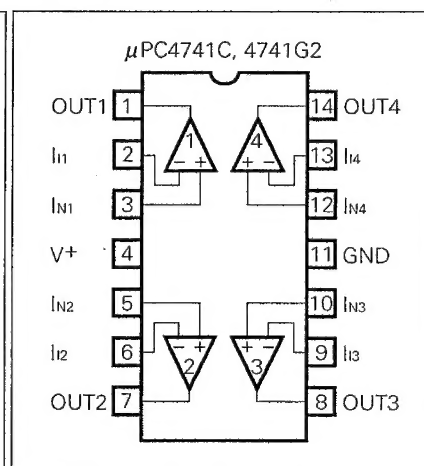 μPC4741C, 4741G2
OUT1 1 14 OUT4
1 4
II1 2 − + − + 13 II4
IN1 3 12 IN4
V+ 4 11 GND
IN2 5 10 IN3
II2 6 − + + − 9 II3
2 3
OUT2 7 8 OUT3